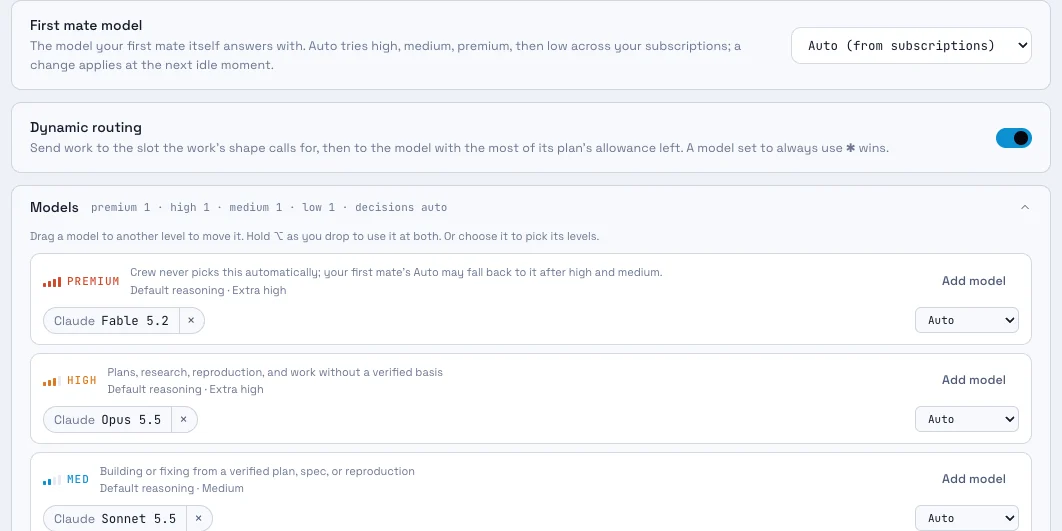 First mate model
The model your first mate itself answers with. Auto tries high, medium, premium, then low across your subscriptions; a
change applies at the next idle moment.
Auto (from subscriptions)
Dynamic routing
Send work to the slot the work's shape calls for, then to the model with the most of its plan's allowance left. A model set to always use ✱ wins.
Models premium 1 · high 1 · medium 1 · low 1 · decisions auto
Drag a model to another level to move it. Hold ⌥ as you drop to use it at both. Or choose it to pick its levels.
PREMIUM
Crew never picks this automatically; your first mate's Auto may fall back to it after high and medium.
Default reasoning · Extra high
Add model
Claude Fable 5.2 ×
Auto
HIGH
Plans, research, reproduction, and work without a verified basis
Default reasoning · Extra high
Add model
Claude Opus 5.5 ×
Auto
MED
Building or fixing from a verified plan, spec, or reproduction
Default reasoning · Medium
Add model
Claude Sonnet 5.5 ×
Auto